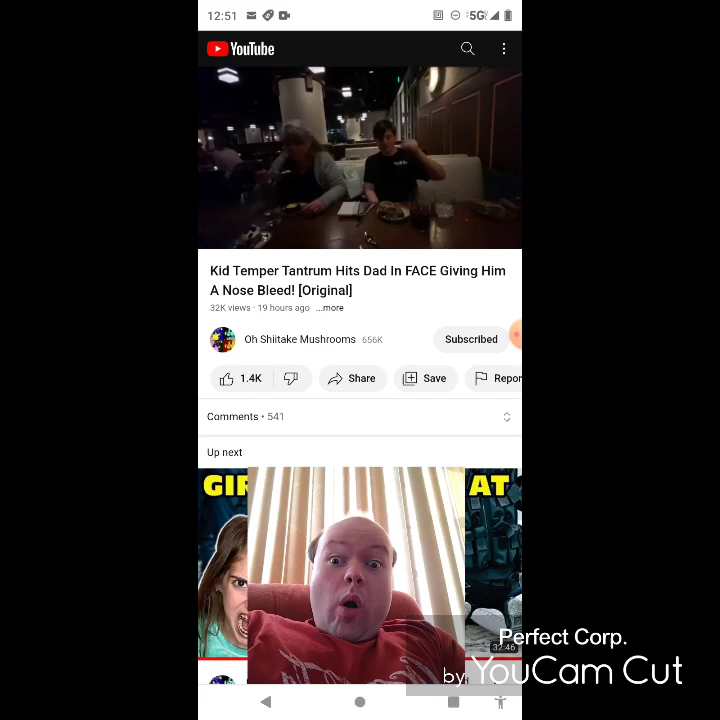 12:51
5G
YouTube
Kid Temper Tantrum Hits Dad In FACE Giving Him
A Nose Bleed! [Original]
32K views · 19 hours ago ...more
Oh Shiitake Mushrooms 656K
Subscribed
1.4K
Share
Save
Repor
Comments • 541
Up next
GIR
AT
32:46
Perfect Corp.
by YouCam Cut